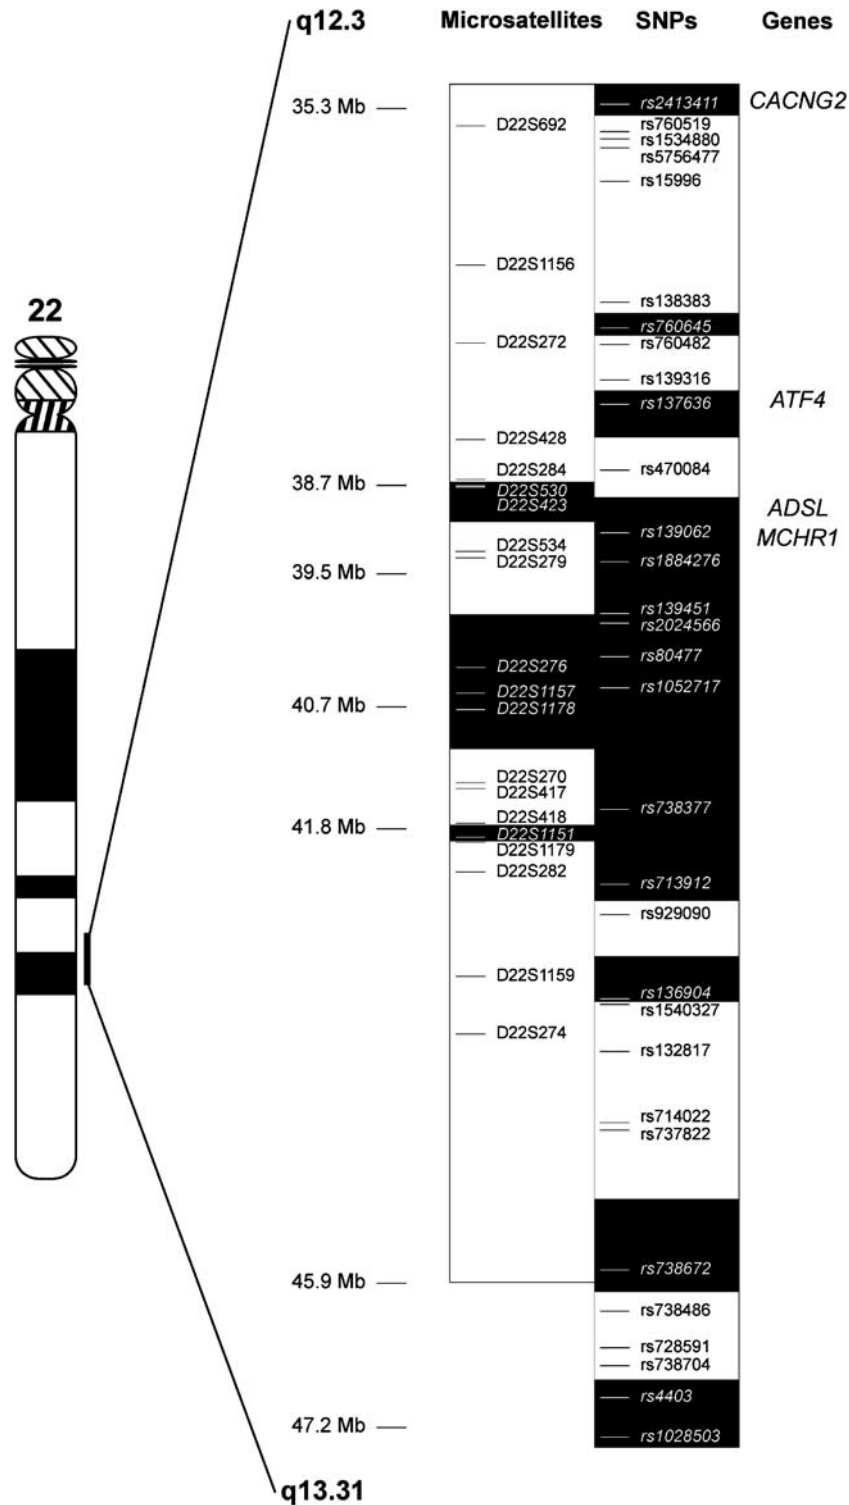 q12.3
Microsatellites SNPs Genes
35.3 Mb
rs2413411 CACNG2
D22S692 rs760519
rs1534880
rs5756477
rs15996
D22S1156
rs138383
22
rs760645
D22S272 rs760482
rs139316
rs137636 ATF4
D22S428
D22S284 rs470084
38.7 Mb
D22S530
D22S423 ADSL
rs139062 MCHR1
D22S534
D22S279 rs1884276
39.5 Mb
rs139451
rs2024566
rs80477
D22S276
rs1052717
D22S1157
40.7 Mb D22S1178
D22S270
D22S417
rs738377
D22S418
41.8 Mb D22S1151
D22S1179
D22S282
rs713912
rs929090
D22S1159
rs136904
rs1540327
D22S274
rs132817
rs714022
rs737822
rs738672
45.9 Mb
rs738486
rs728591
rs738704
rs4403
47.2 Mb
rs1028503
q13.31